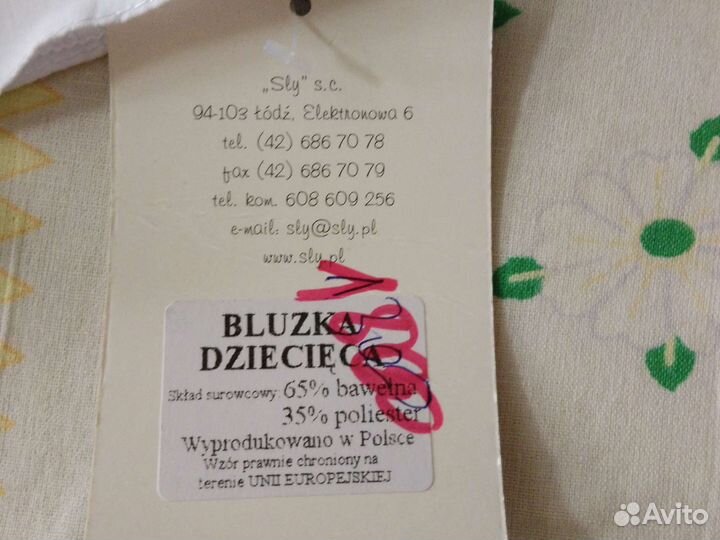 „Sly” s.c.
94-103 Łódź, Elektronowa 6
tel. (42) 686 70 78
fax (42) 686 70 79
tel. kom. 608 609 256
e-mail: sly@sly.pl
www.sly.pl
BLUZKA
DZIECIĘCA
Skład surowcowy: 65% bawełna
35% poliester
Wyprodukowano w Polsce
Wzór prawnie chroniony na
terenie UNII EUROPEJSKIEJ
Avito